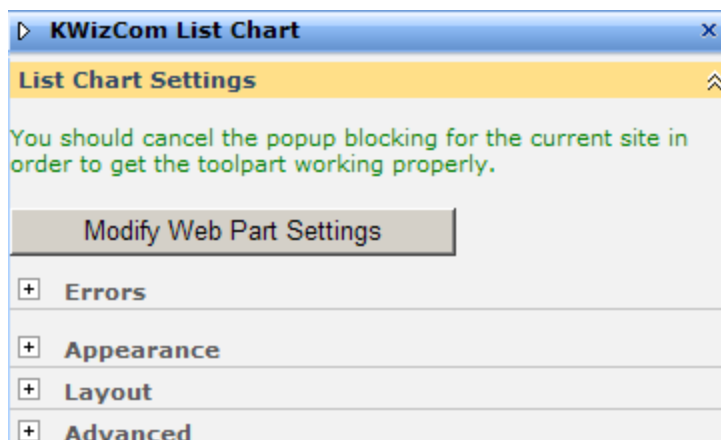 KWizCom List Chart
List Chart Settings
You should cancel the popup blocking for the current site in
order to get the toolpart working properly.
Modify Web Part Settings
Errors
Appearance
Layout
Advanced